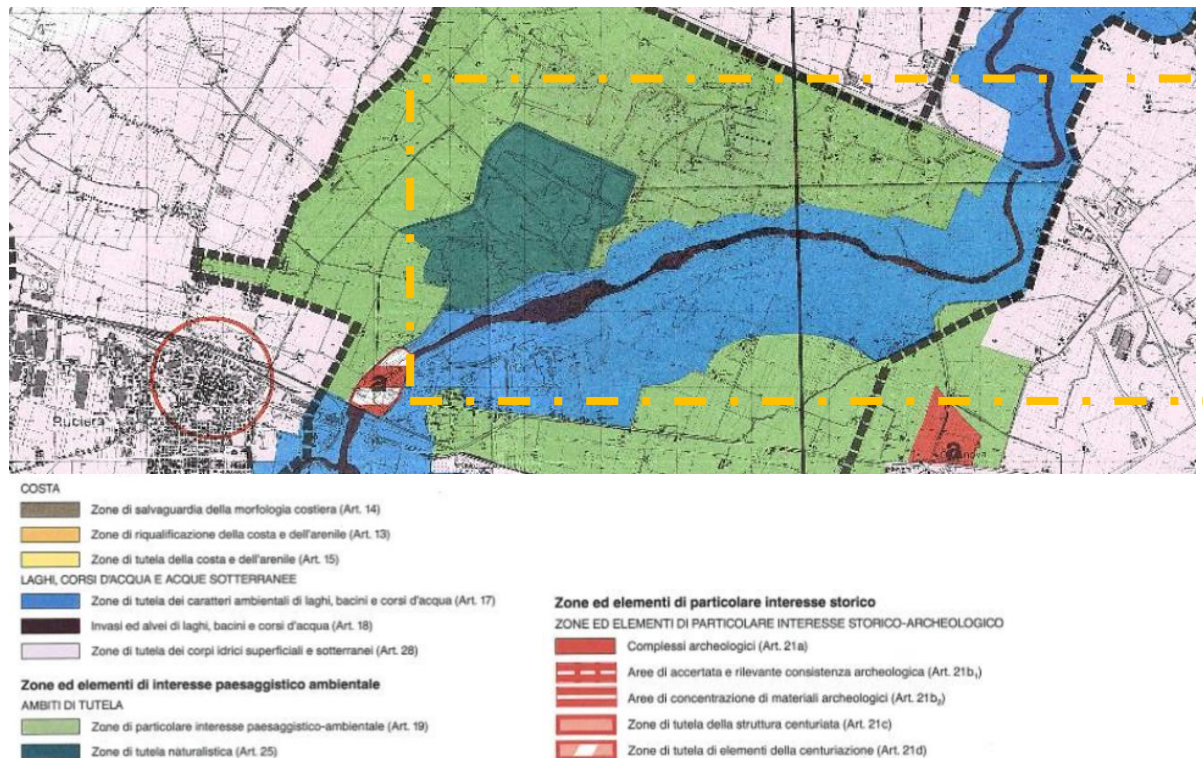 a
Rubiera
a
COSTA
Zone di salvaguardia della morfologia costiera (Art. 14)
Zone di riqualificazione della costa e dell'arenile (Art. 13)
Zone di tutela della costa e dell'arenile (Art. 15)
LAGHI, CORSI D'ACQUA E ACQUE SOTTERRANEE
Zone di tutela dei caratteri ambientali di laghi, bacini e corsi d'acqua (Art. 17)
Invasi ed alvei di laghi, bacini e corsi d'acqua (Art. 18)
Zone di tutela dei corpi idrici superficiali e sotterranei (Art. 28)
Zone ed elementi di interesse paesaggistico ambientale
AMBITI DI TUTELA
Zone di particolare interesse paesaggistico-ambientale (Art. 19)
Zone di tutela naturalistica (Art. 25)
Zone ed elementi di particolare interesse storico
ZONE ED ELEMENTI DI PARTICOLARE INTERESSE STORICO-ARCHEOLOGICO
Complessi archeologici (Art. 21a)
Aree di accertata e rilevante consistenza archeologica (Art. 21b₁)
Aree di concentrazione di materiali archeologici (Art. 21b₂)
Zone di tutela della struttura centuriata (Art. 21c)
Zone di tutela di elementi della centuriazione (Art. 21d)